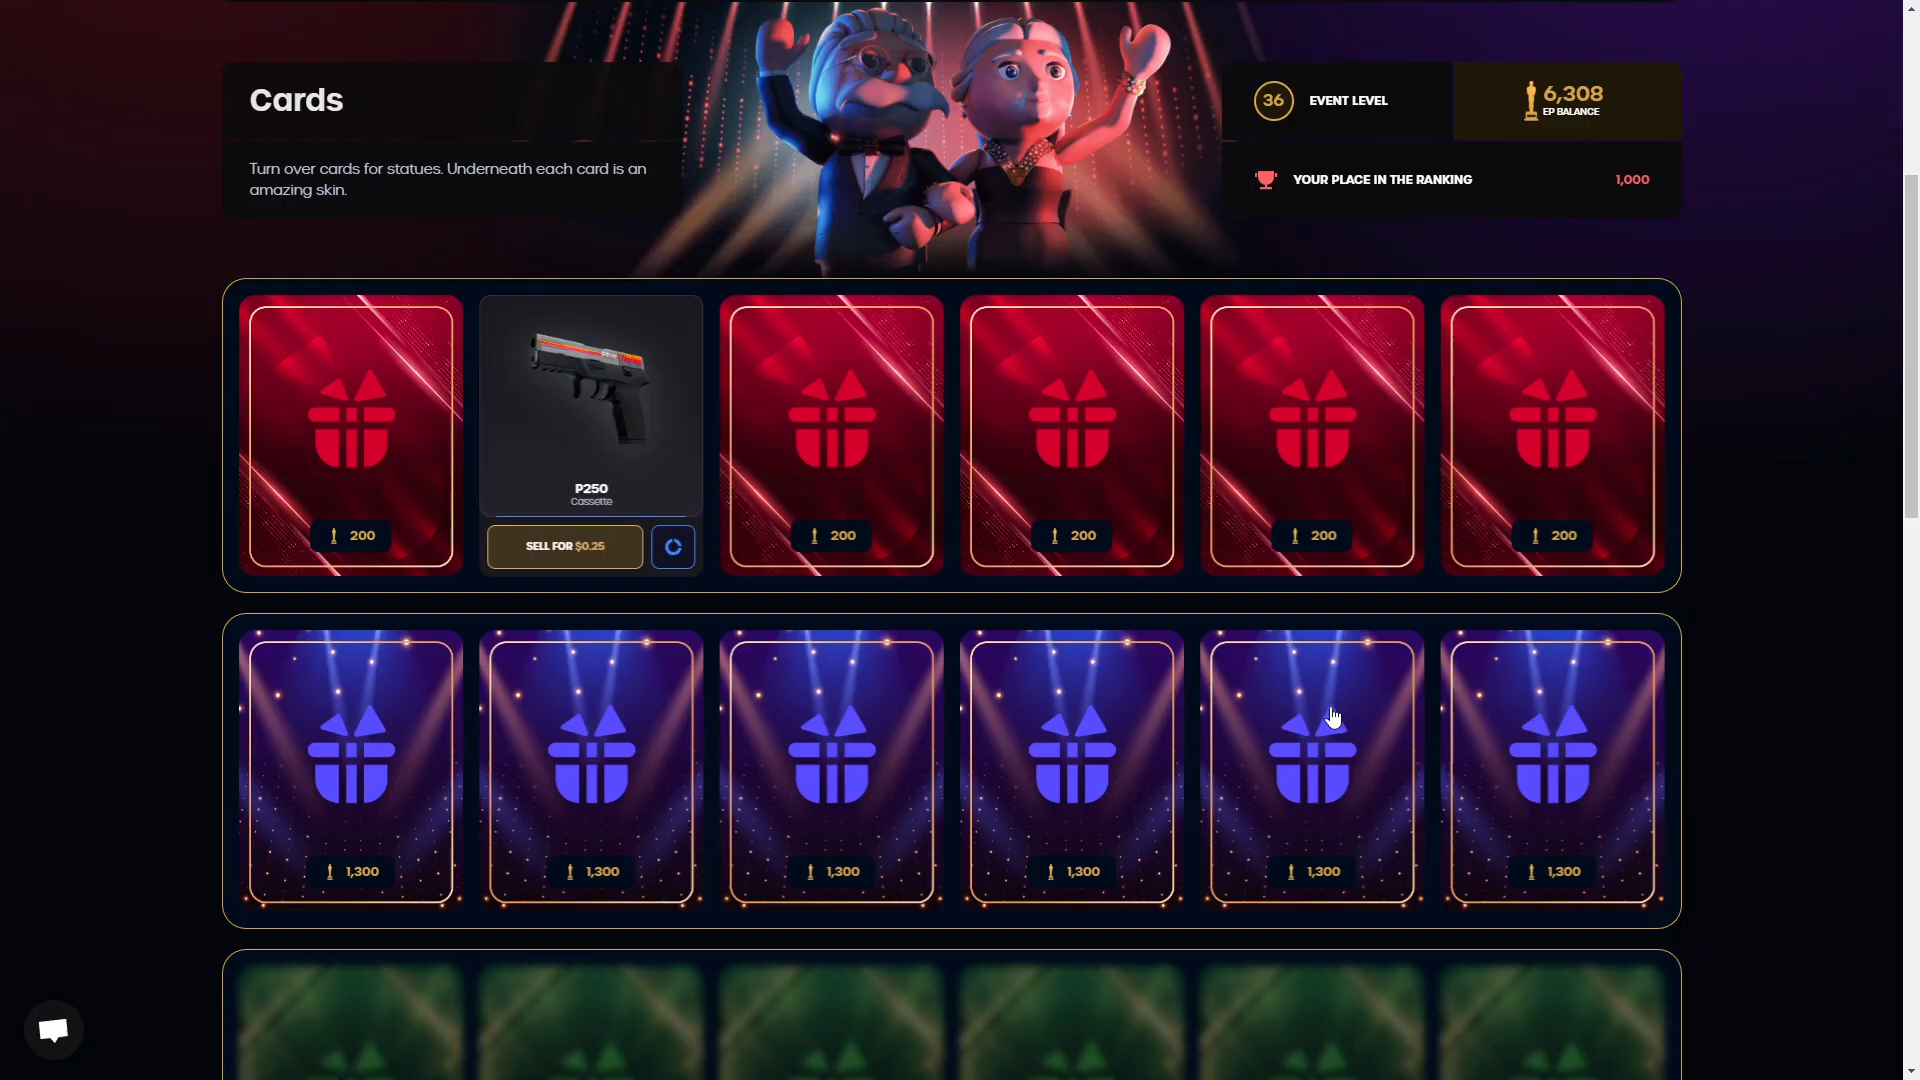 Cards
Turn over cards for statues. Underneath each card is an
amazing skin.
36
EVENT LEVEL
6,308
EP BALANCE
YOUR PLACE IN THE RANKING
1,000
P250
Cassette
SELL FOR $0.25
200
200
200
200
200
1,300
1,300
1,300
1,300
1,300
1,300